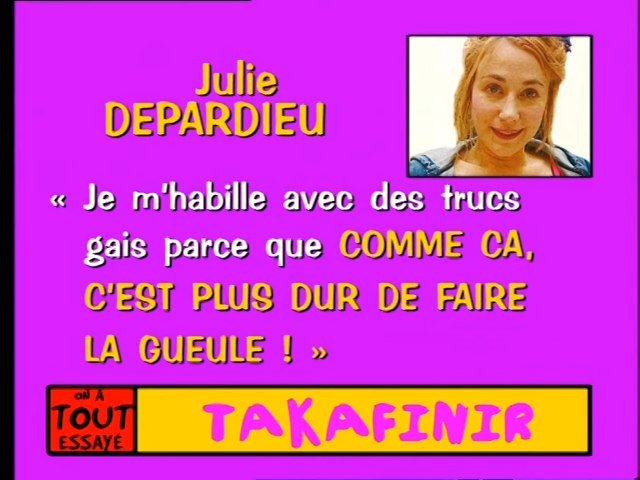 Julie
DEPARDIEU
« Je m'habille avec des trucs
gais parce que COMME CA,
C'EST PLUS DUR DE FAIRE
LA GUEULE ! »
ON A
TOUT
ESSAYÉ
TAKAFINIR